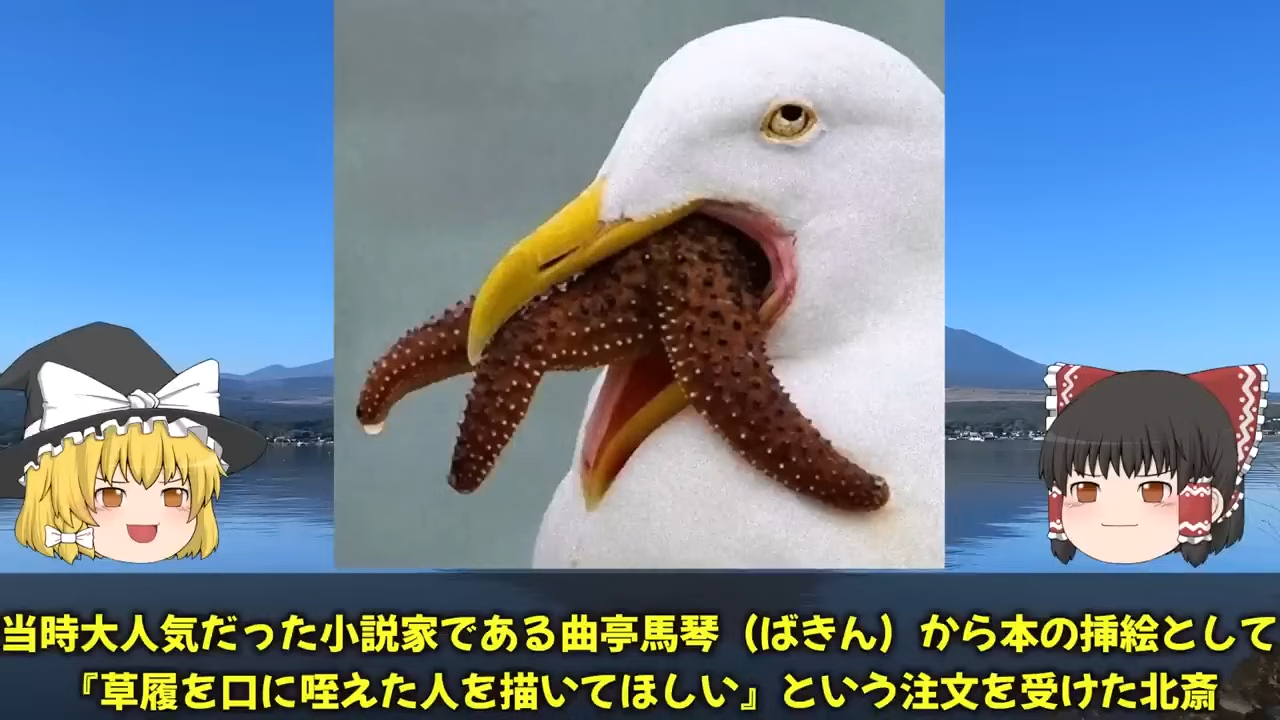 当時大人気だった小説家である曲亭馬琴（ばきん）から本の挿絵として
『草履を口に咥えた人を描いてほしい』という注文を受けた北斎